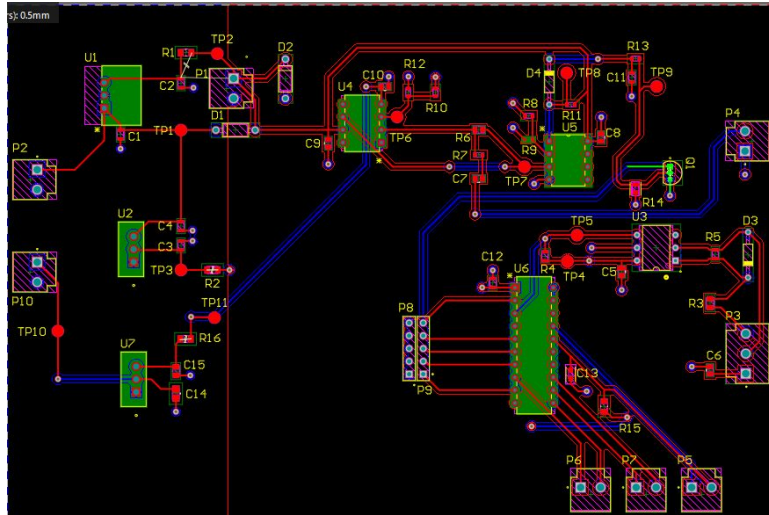 rs): 0.5mm
R1
TP2
D2
U1
P1
C2
C10
R12
U4
R10
D4
TP8
R13
C11
TP9
R11
P4
P2
C1
TP1
D1
C9
TP6
R6
R8
R9
U5
C8
R7
C7
TP7
Q1
R14
U2
C4
C3
TP3
R2
TP5
U3
D3
R5
P10
C12
U6
R4
TP4
C5
TP11
P8
R3
P3
TP10
R16
U7
C15
C14
P9
C13
C6
R15
P6
P7
P5